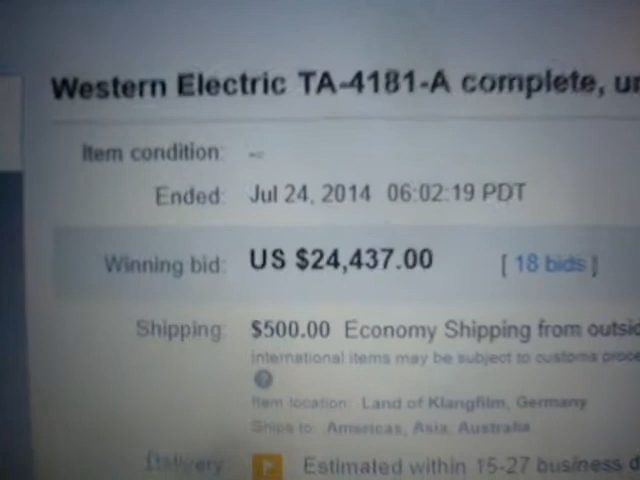 Western Electric TA-4181-A complete,
Item condition: --
Ended: Jul 24, 2014 06:02:19 PDT
Winning bid: US $24,437.00 [ 18 bids ]
Shipping: $500.00 Economy Shipping from
International items may be subject to customs
?
Item location: Land of Klangfilm, Germany
Ships to: Americas, Asia, Australia
Delivery Estimated within 15-27 business